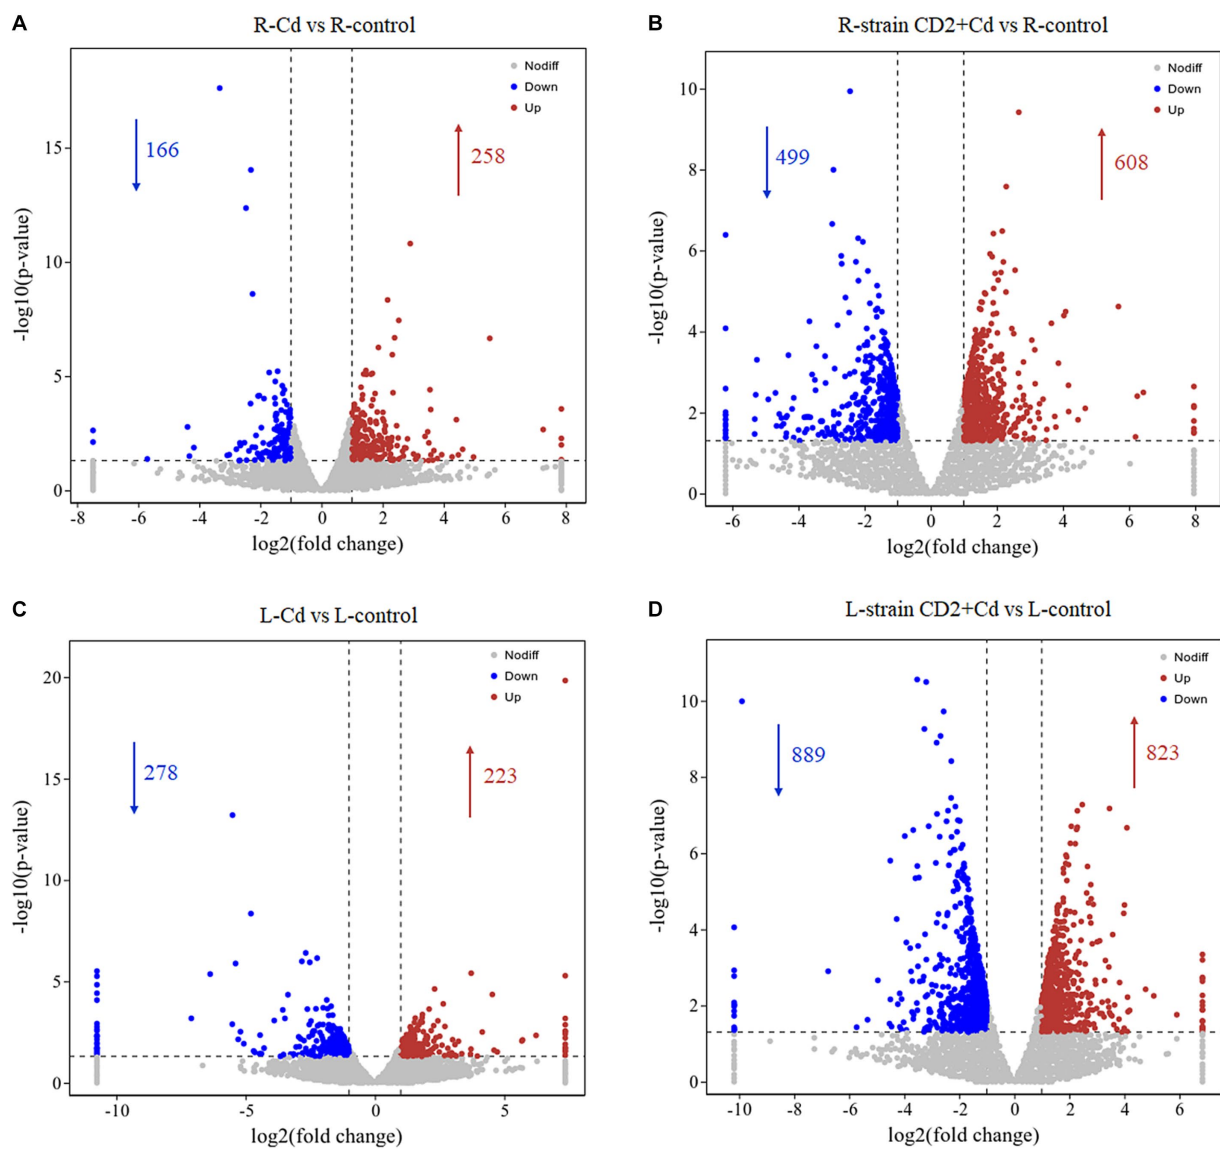 A
R-Cd vs R-control
Nodiff
Down
Up
166
258
-log10(p-value)
15
10
5
0
-8
-6
-4
-2
0
2
4
6
8
log2(fold change)
B
R-strain CD2+Cd vs R-control
Nodiff
Down
Up
499
608
-log10(p-value)
10
8
6
4
2
0
-6
-4
-2
0
2
4
6
8
log2(fold change)
C
L-Cd vs L-control
Nodiff
Down
Up
278
223
-log10(p-value)
20
15
10
5
0
-10
-5
0
5
log2(fold change)
D
L-strain CD2+Cd vs L-control
Nodiff
Up
Down
889
823
-log10(p-value)
10
8
6
4
2
0
-10
-8
-6
-4
-2
0
2
4
6
log2(fold change)